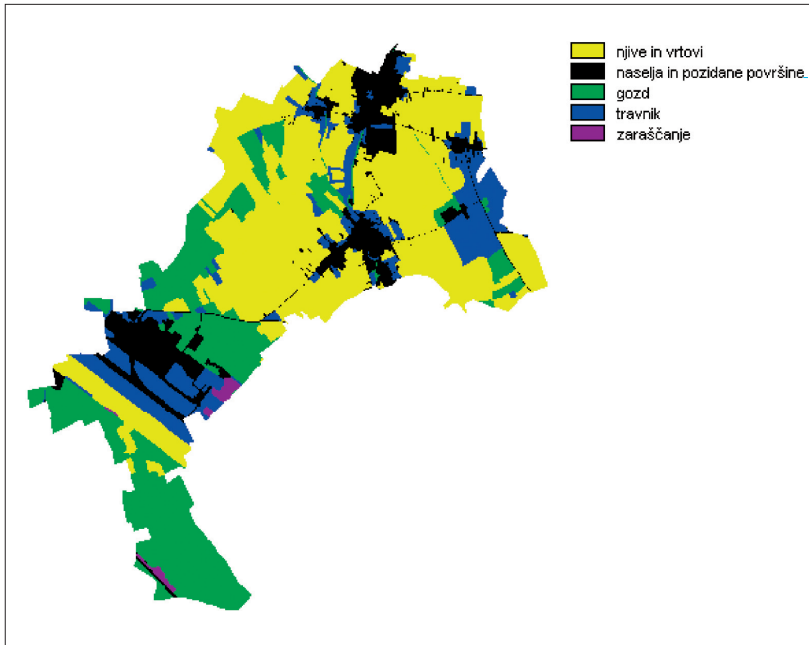 njive in vrtovi
naselja in pozidane površine.
gozd
travnik
zaraščanje